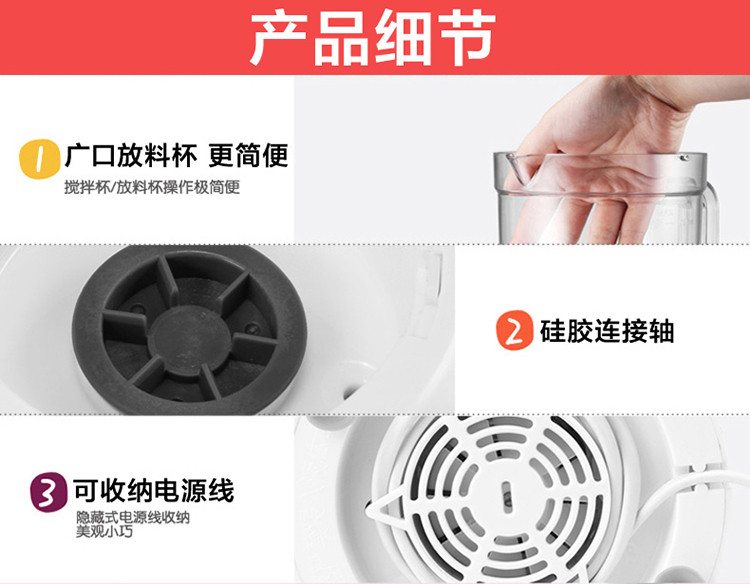 产品细节
1 广口放料杯 更简便
搅拌杯/放料杯操作极简便
2 硅胶连接轴
3 可收纳电源线
隐藏式电源线收纳
美观小巧